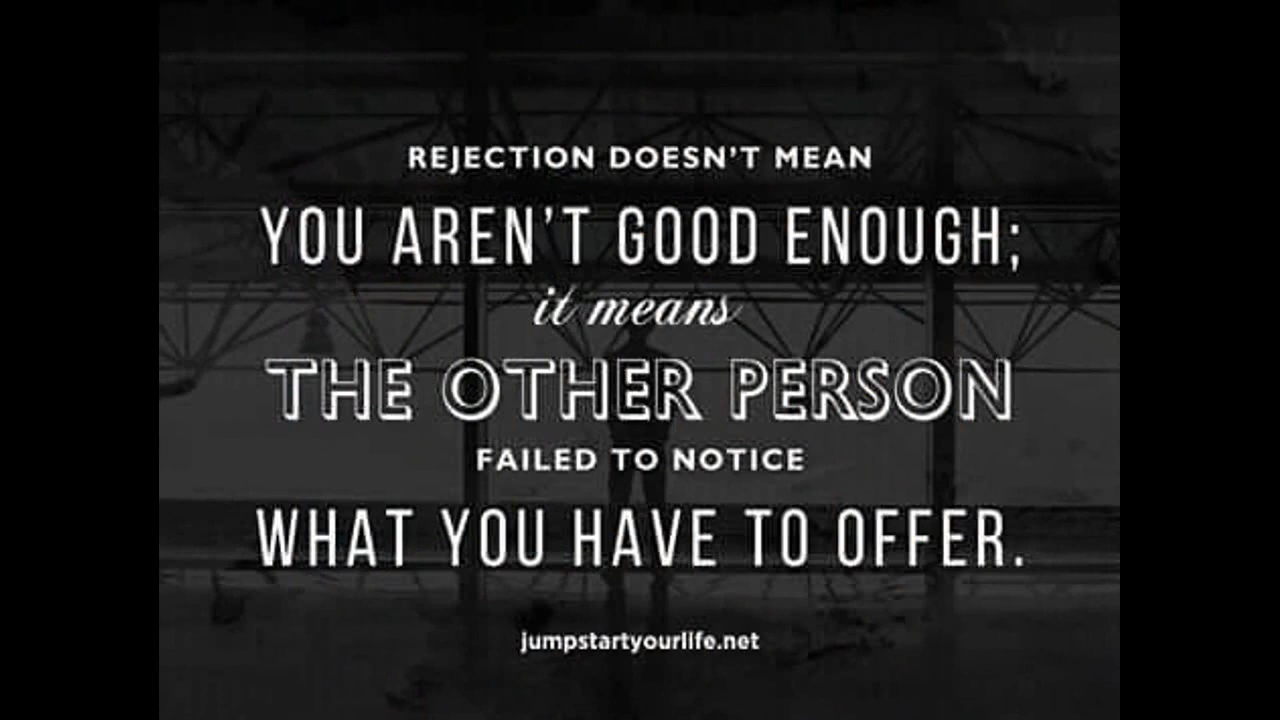 REJECTION DOESN'T MEAN
YOU AREN'T GOOD ENOUGH;
it means
THE OTHER PERSON
FAILED TO NOTICE
WHAT YOU HAVE TO OFFER.
jumpstartyourlife.net